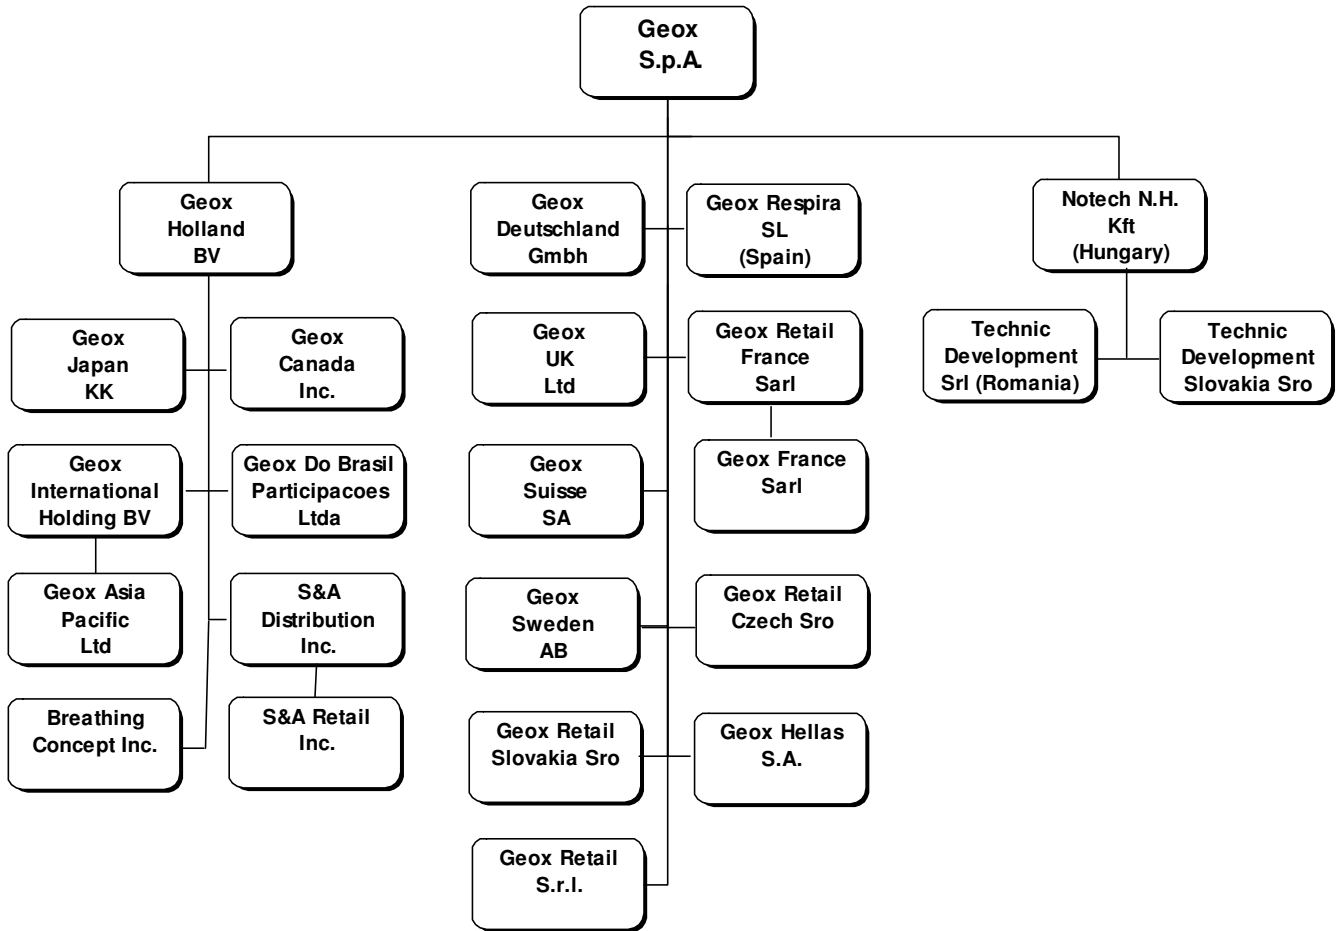 Geox
S.p.A.
Geox
Holland
BV
Geox
Deutschland
Gmbh
Geox Respira
SL
(Spain)
Notech N.H.
Kft
(Hungary)
Geox
Japan
KK
Geox
Canada
Inc.
Geox
UK
Ltd
Geox Retail
France
Sarl
Technic
Development
Srl (Romania)
Technic
Development
Slovakia Sro
Geox
International
Holding BV
Geox Do Brasil
Participacoes
Ltda
Geox
Suisse
SA
Geox France
Sarl
Geox Asia
Pacific
Ltd
S&A
Distribution
Inc.
Geox
Sweden
AB
Geox Retail
Czech Sro
Breathing
Concept Inc.
S&A Retail
Inc.
Geox Retail
Slovakia Sro
Geox Hellas
S.A.
Geox Retail
S.r.l.